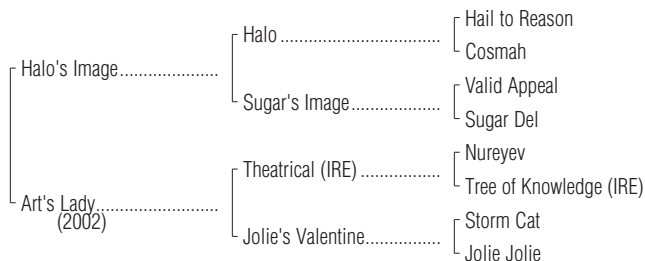 Hail to Reason
Halo ........................................
Cosmah
Halo's Image.........................
Valid Appeal
Sugar's Image ......................
Sugar Del
Nureyev
Theatrical (IRE) ....................
Tree of Knowledge (IRE)
Art's Lady...............................
(2002)
Storm Cat
Jolie's Valentine...................
Jolie Jolie